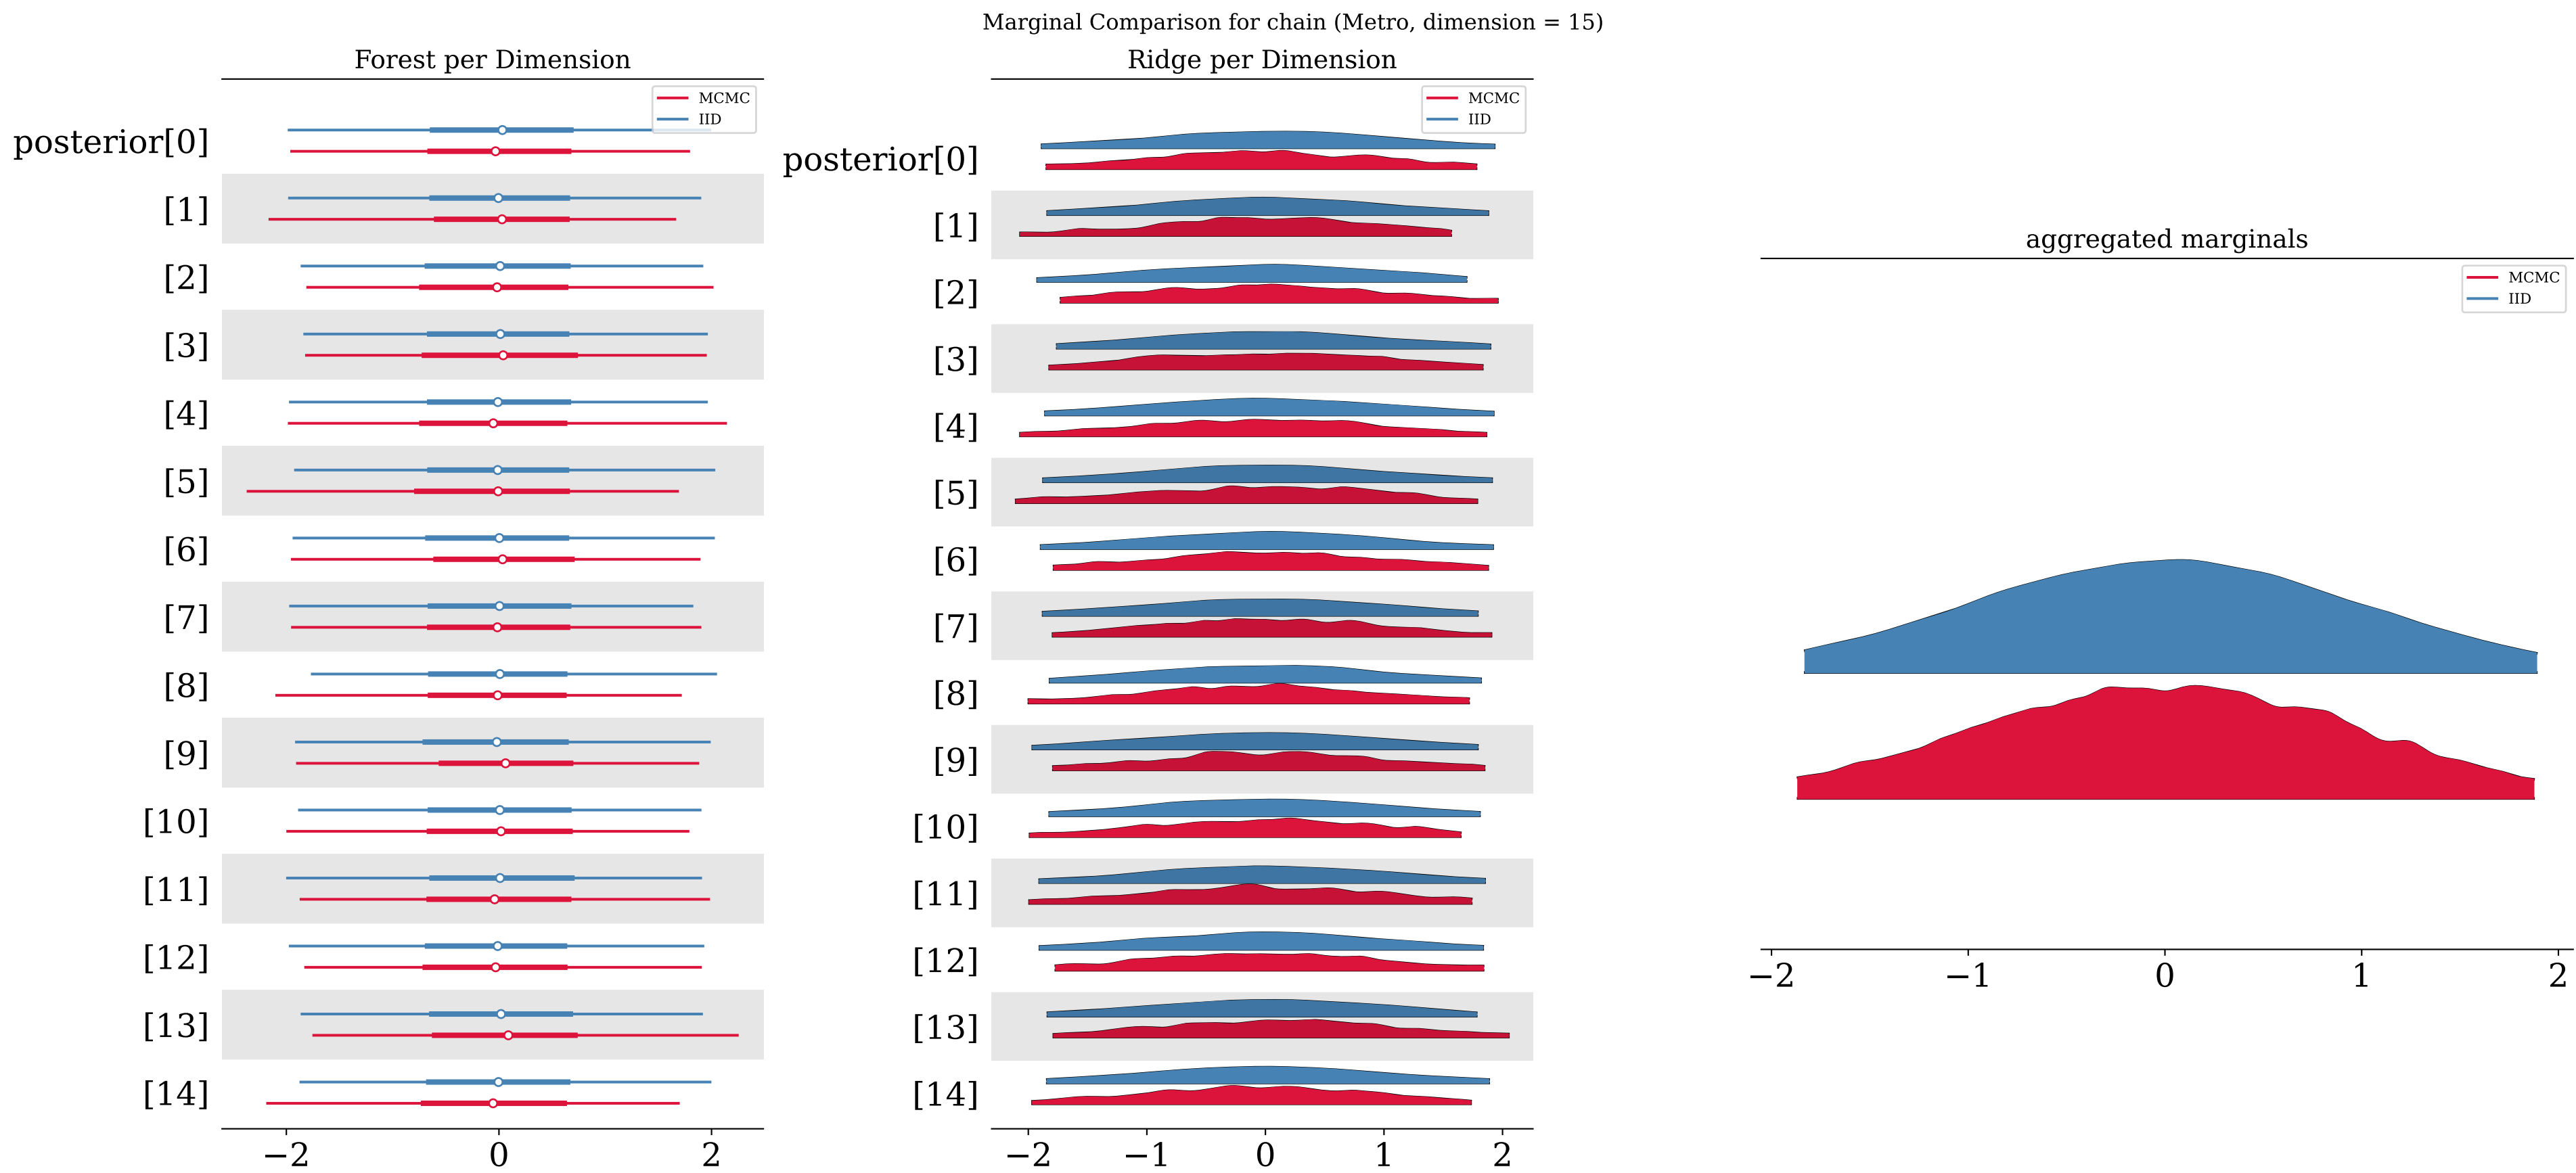 Marginal Comparison for chain (Metro, dimension = 15)
Forest per Dimension
MCMC
IID
posterior[0]
[1]
[2]
[3]
[4]
[5]
[6]
[7]
[8]
[9]
[10]
[11]
[12]
[13]
[14]
−2 0 2
Ridge per Dimension
MCMC
IID
posterior[0]
[1]
[2]
[3]
[4]
[5]
[6]
[7]
[8]
[9]
[10]
[11]
[12]
[13]
[14]
−2 −1 0 1 2
aggregated marginals
MCMC
IID
−2 −1 0 1 2